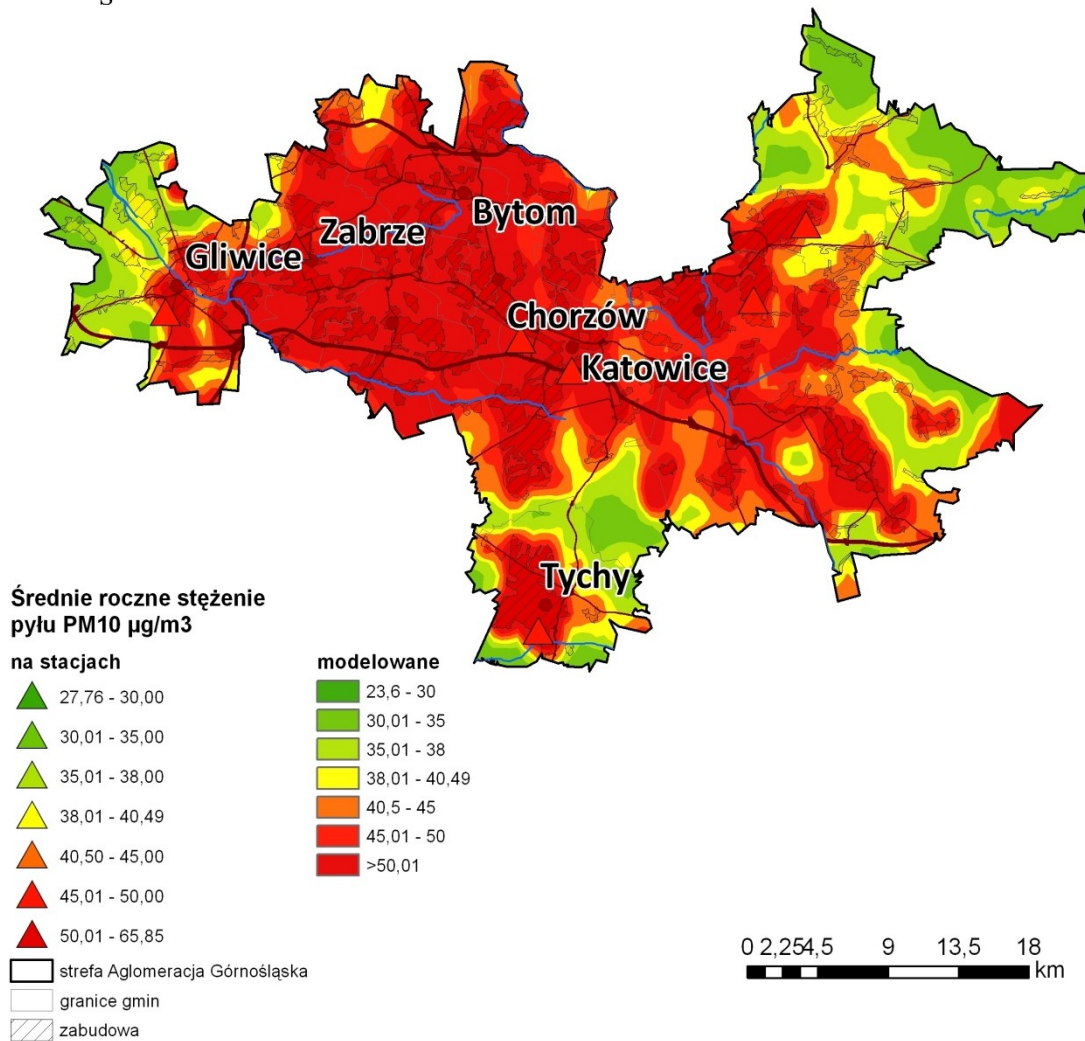 Bytom
Zabrze
Gliwice
Chorzów
Katowice
Tychy
Średnie roczne stężenie
pyłu PM10 µg/m3
na stacjach
27,76 - 30,00
30,01 - 35,00
35,01 - 38,00
38,01 - 40,49
40,50 - 45,00
45,01 - 50,00
50,01 - 65,85
strefa Aglomeracja Górnośląska
granice gmin
zabudowa
modelowane
23,6 - 30
30,01 - 35
35,01 - 38
38,01 - 40,49
40,5 - 45
45,01 - 50
>50,01
0 2,254,5 9 13,5 18
km